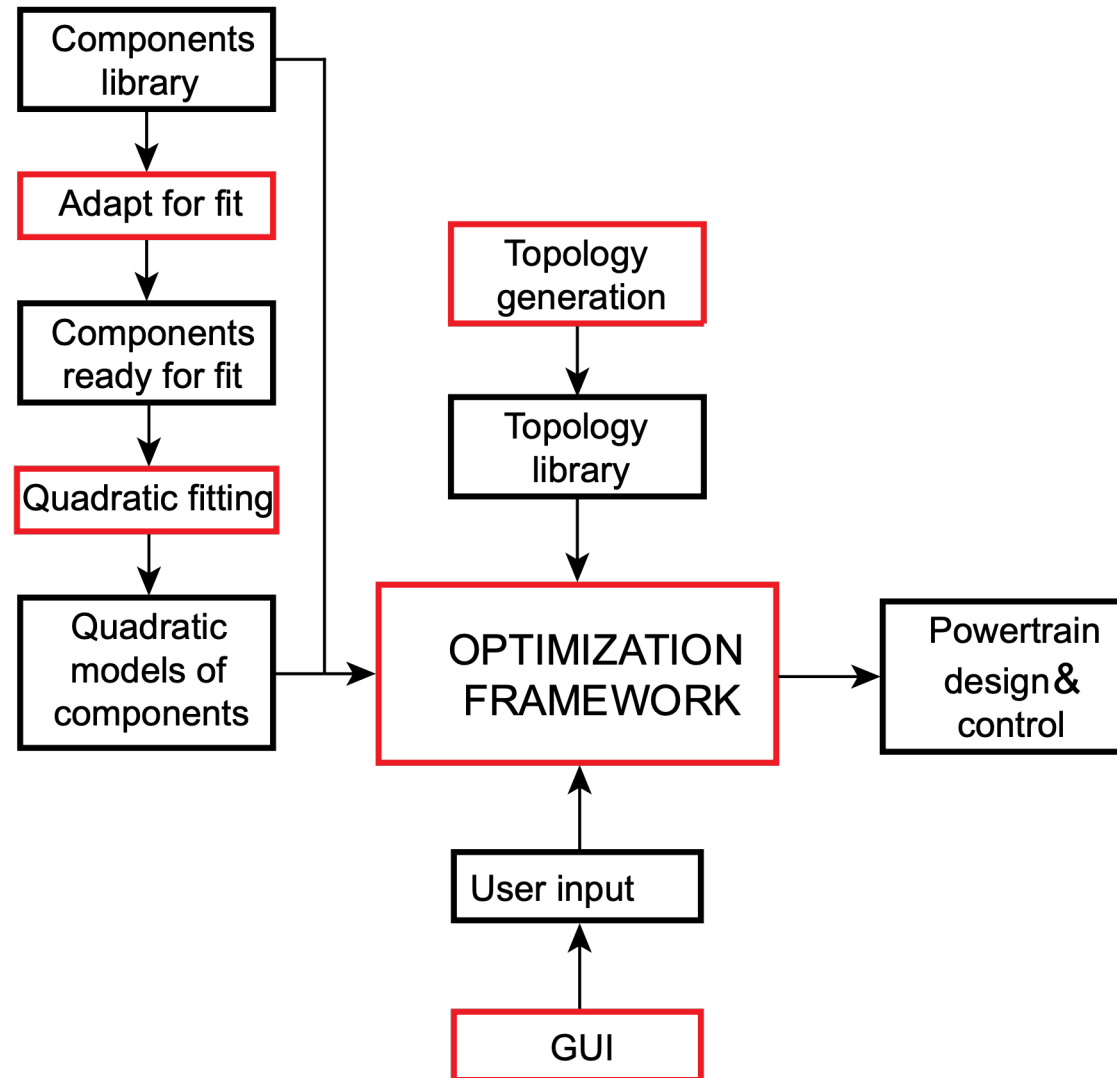 Components
library
Adapt for fit
Components
ready for fit
Quadratic fitting
Quadratic
models of
components
Topology
generation
Topology
library
OPTIMIZATION
FRAMEWORK
User input
GUI
Powertrain
design&
control